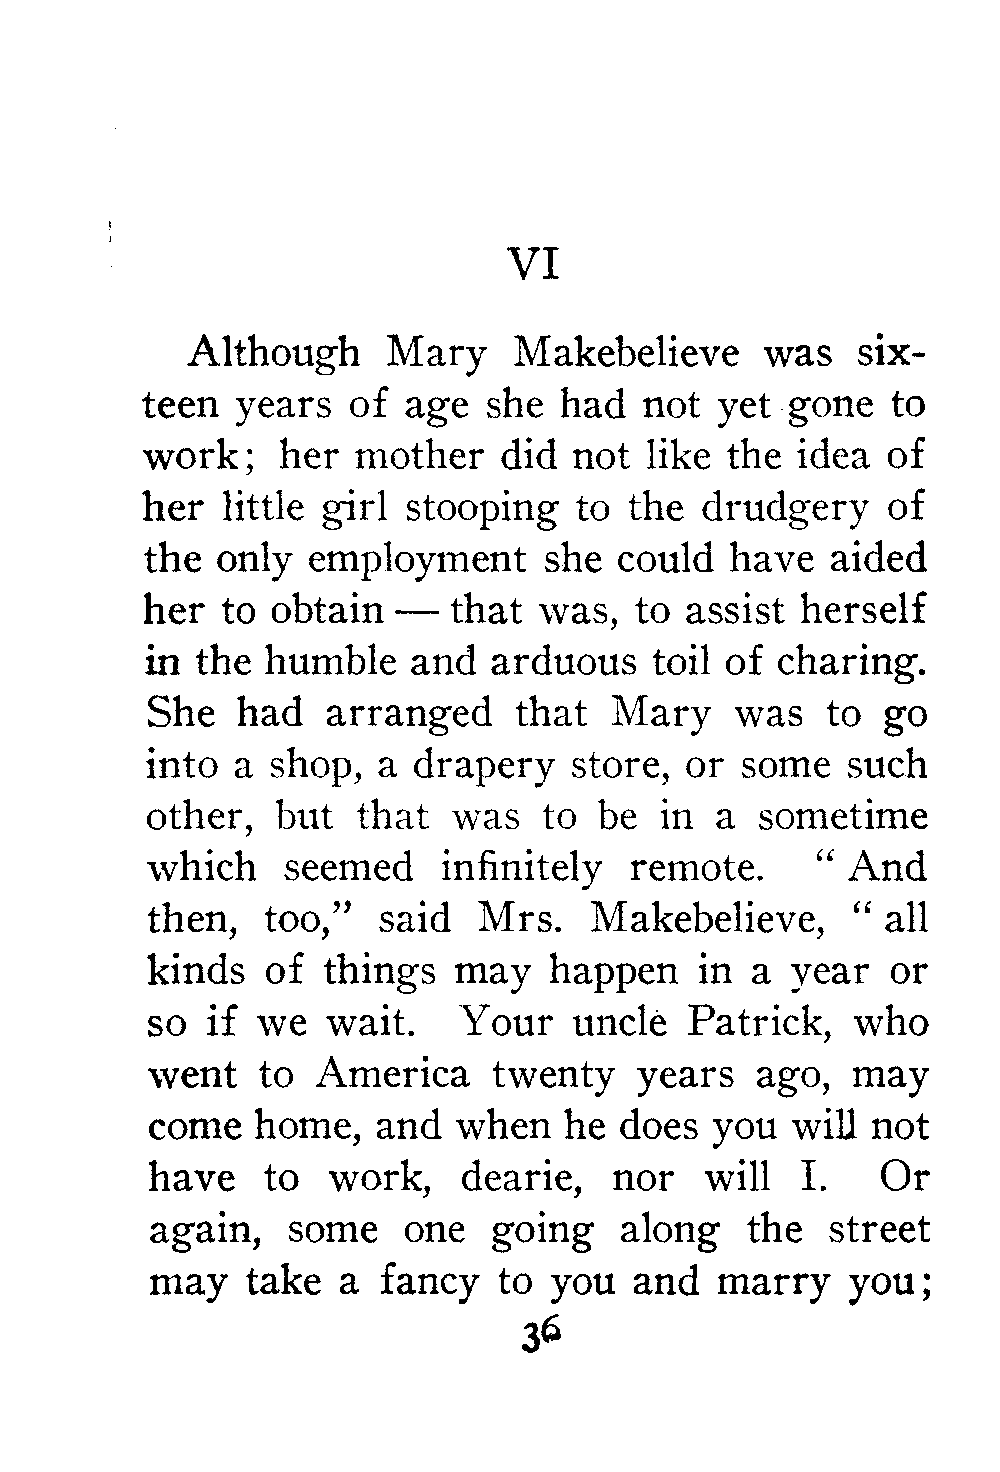 VI
Although Mary Makebelieve was six-
teen years of age she had not yet gone to
work; her mother did not like the idea of
her little girl stooping to the drudgery of
the only employment she could have aided
her to obtain — that was, to assist herself
in the humble and arduous toil of charing.
She had arranged that Mary was to go
into a shop, a drapery store, or some such
other, but that was to be in a sometime
which seemed infinitely remote. “ And
then, too,” said Mrs. Makebelieve, “ all
kinds of things may happen in a year or
so if we wait. Your uncle Patrick, who
went to America twenty years ago, may
come home, and when he does you will not
have to work, dearie, nor will I. Or
again, some one going along the street
may take a fancy to you and marry you;
36